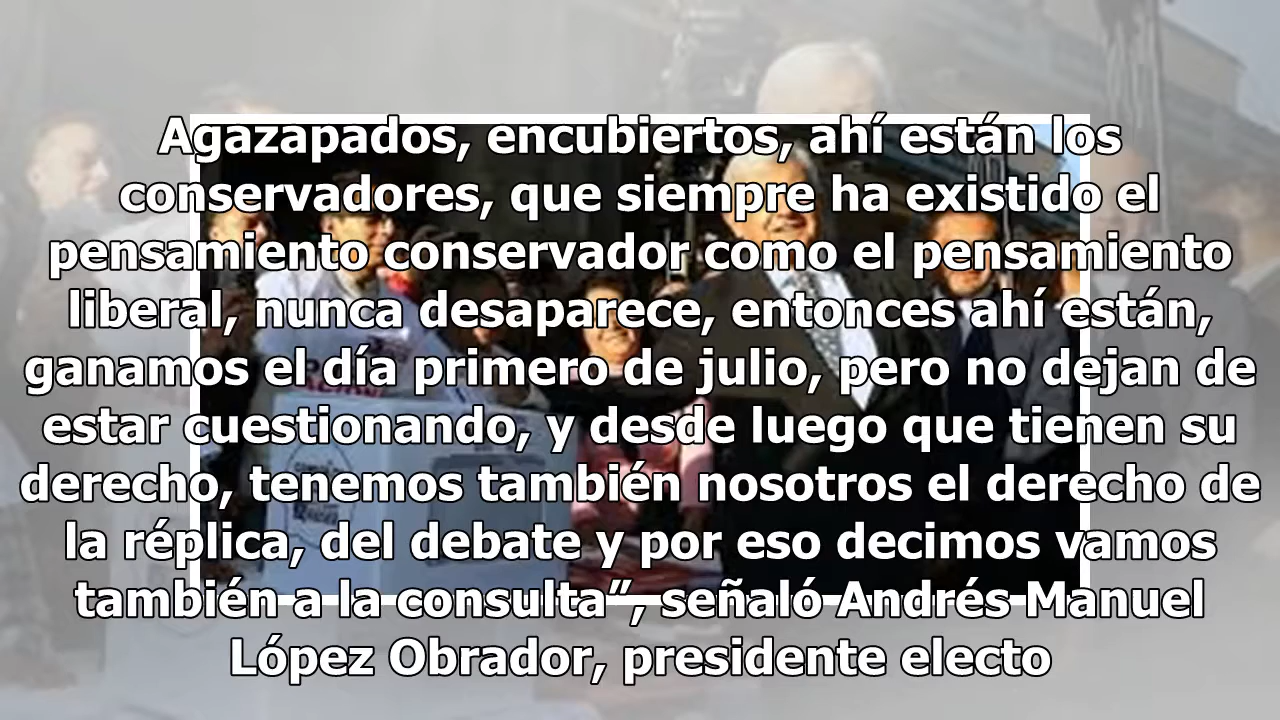 Agazapados, encubiertos, ahí están los
conservadores, que siempre ha existido el
pensamiento conservador como el pensamiento
liberal, nunca desaparece, entonces ahí están,
ganamos el día primero de julio, pero no dejan de
estar cuestionando, y desde luego que tienen su
derecho, tenemos también nosotros el derecho de
la réplica, del debate y por eso decimos vamos
también a la consulta”, señaló Andrés Manuel
López Obrador, presidente electo